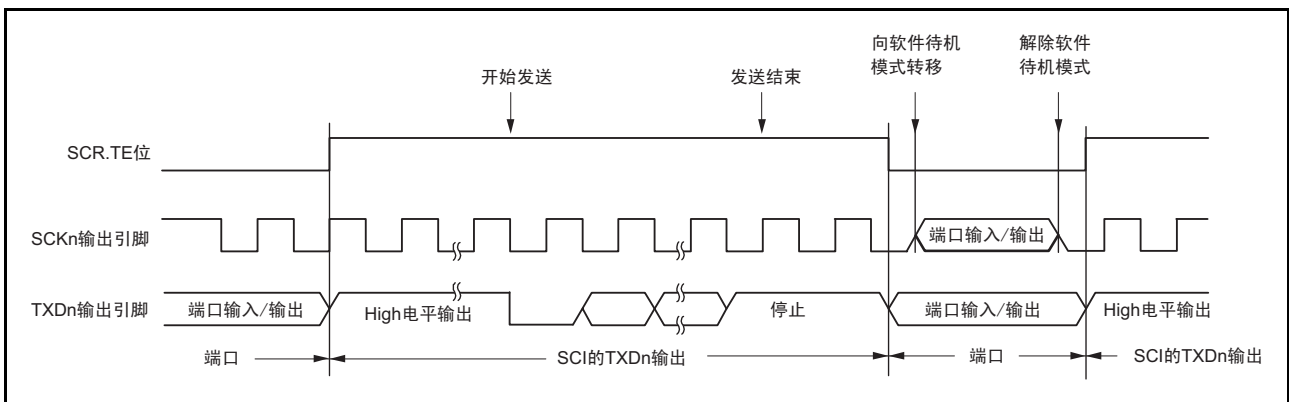 向软件待机
模式转移
解除软件
待机模式
开始发送
发送结束
SCR.TE位
SCKn输出引脚
端口输入/输出
TXDn输出引脚
端口输入/输出
High电平输出
停止
端口输入/输出
High电平输出
端口
SCI的TXDn输出
端口
SCI的TXDn输出